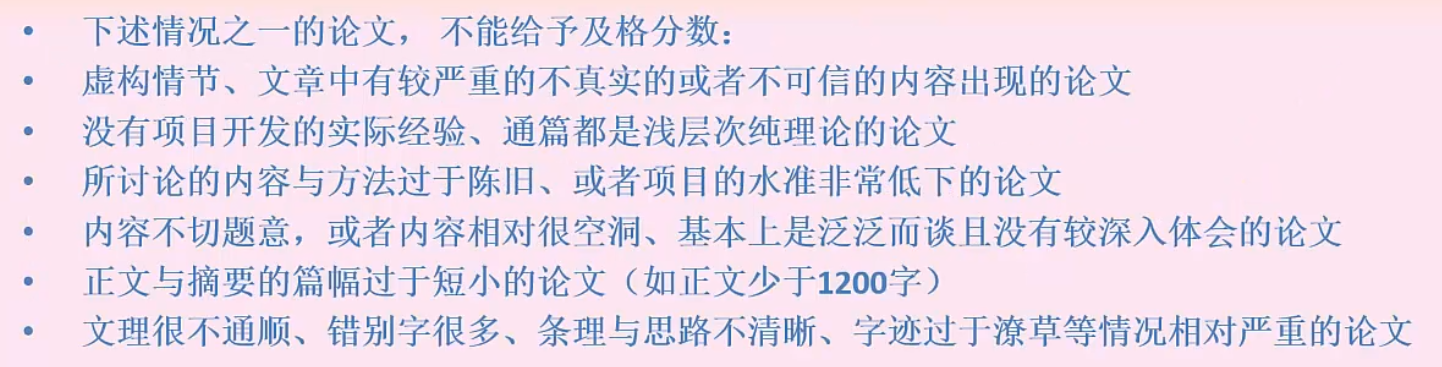 • 下述情况之一的论文， 不能给予及格分数：
• 虚构情节、文章中有较严重的不真实的或者不可信的内容出现的论文
• 没有项目开发的实际经验、通篇都是浅层次纯理论的论文
• 所讨论的内容与方法过于陈旧、或者项目的水准非常低下的论文
• 内容不切题意，或者内容相对很空洞、基本上是泛泛而谈且没有较深入体会的论文
• 正文与摘要的篇幅过于短小的论文（如正文少于1200字）
• 文理很不通顺、错别字很多、条理与思路不清晰、字迹过于潦草等情况相对严重的论文